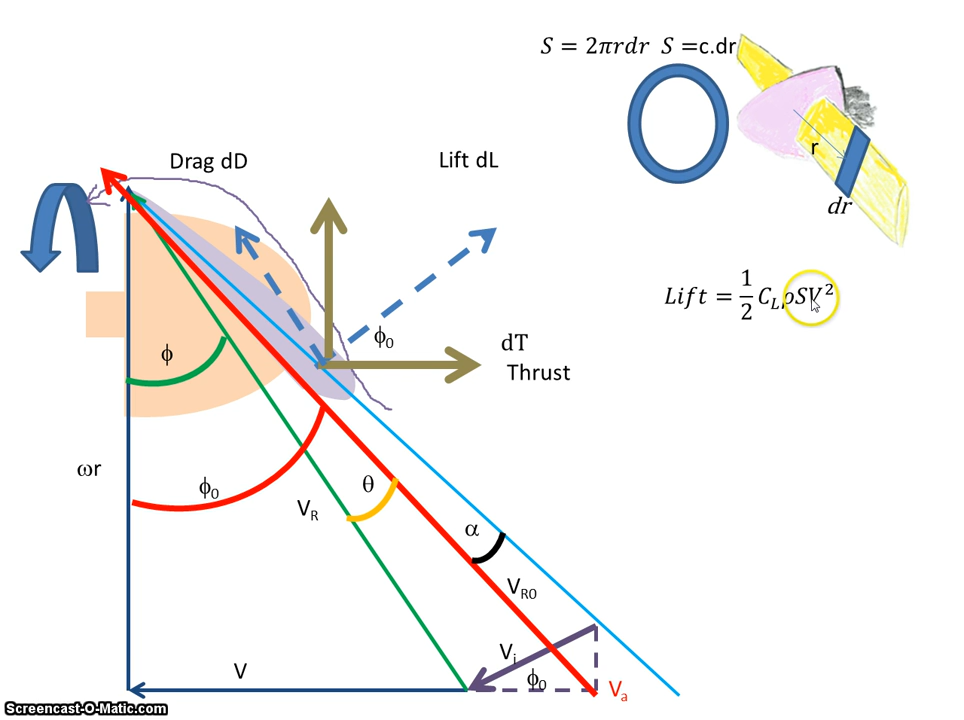 S = 2πrdr S =c.dr
r
dr
Drag dD
Lift dL
Lift = 1/2 C_L ρSV²
ϕ₀
dT
Thrust
ϕ
ωr
ϕ₀
θ
V_R
α
V_R0
V_i
ϕ₀
V
V_a
Screencast-O-Matic.com